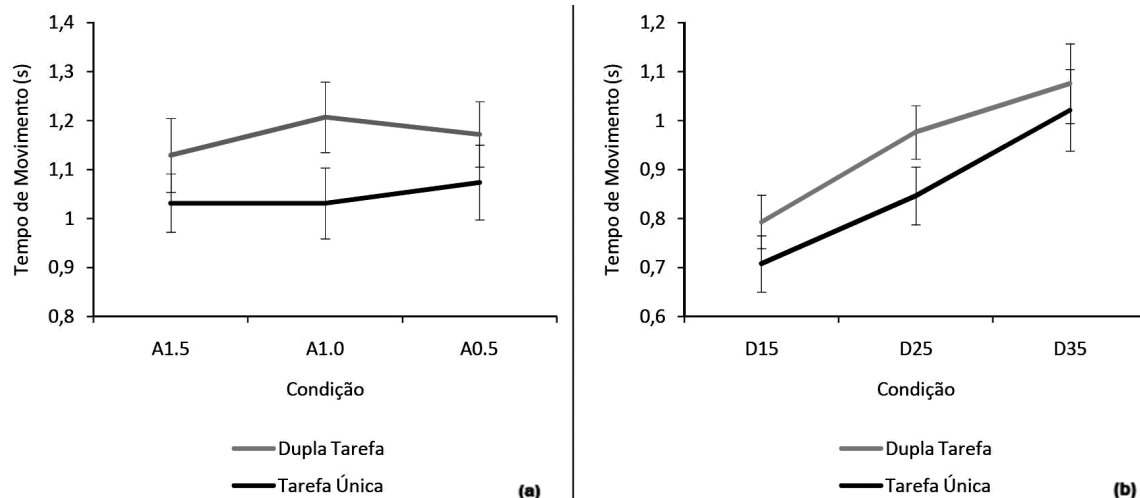 1,4
1,3
1,2
1,1
1
0,9
0,8
Tempo de Movimento (s)
A1.5 A1.0 A0.5
Condição
Dupla Tarefa
Tarefa Única
(a)
1,2
1,1
1
0,9
0,8
0,7
0,6
Tempo de Movimento (s)
D15 D25 D35
Condição
Dupla Tarefa
Tarefa Única
(b)